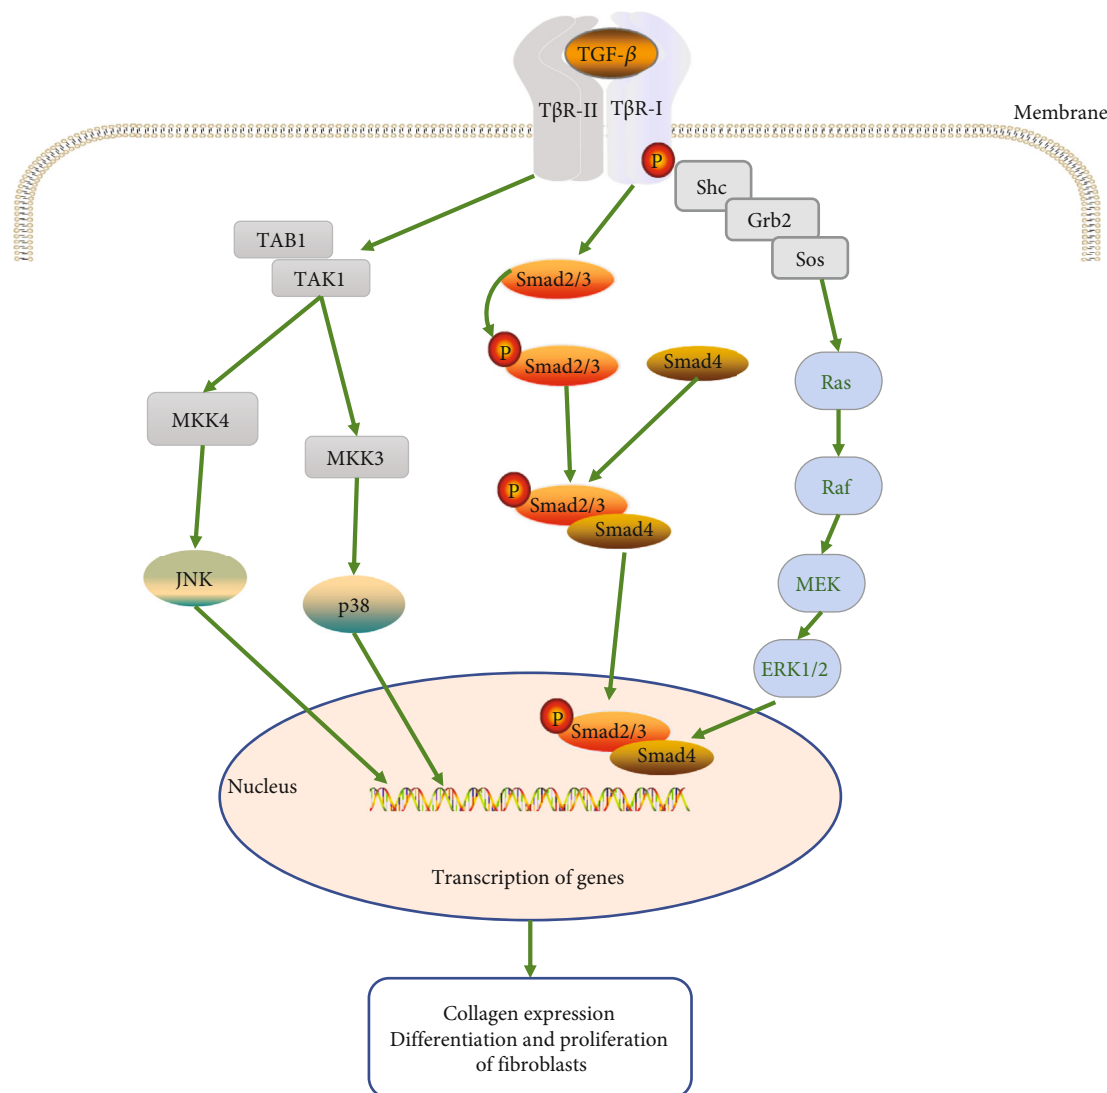 TGF-β
TβR-II
TβR-I
Membrane
P
Shc
Grb2
Sos
TAB1
TAK1
Smad2/3
P
Smad2/3
Smad4
Ras
MKK4
MKK3
Raf
P
Smad2/3
Smad4
JNK
p38
MEK
ERK1/2
P
Smad2/3
Smad4
Nucleus
Transcription of genes
Collagen expression
Differentiation and proliferation
of fibroblasts